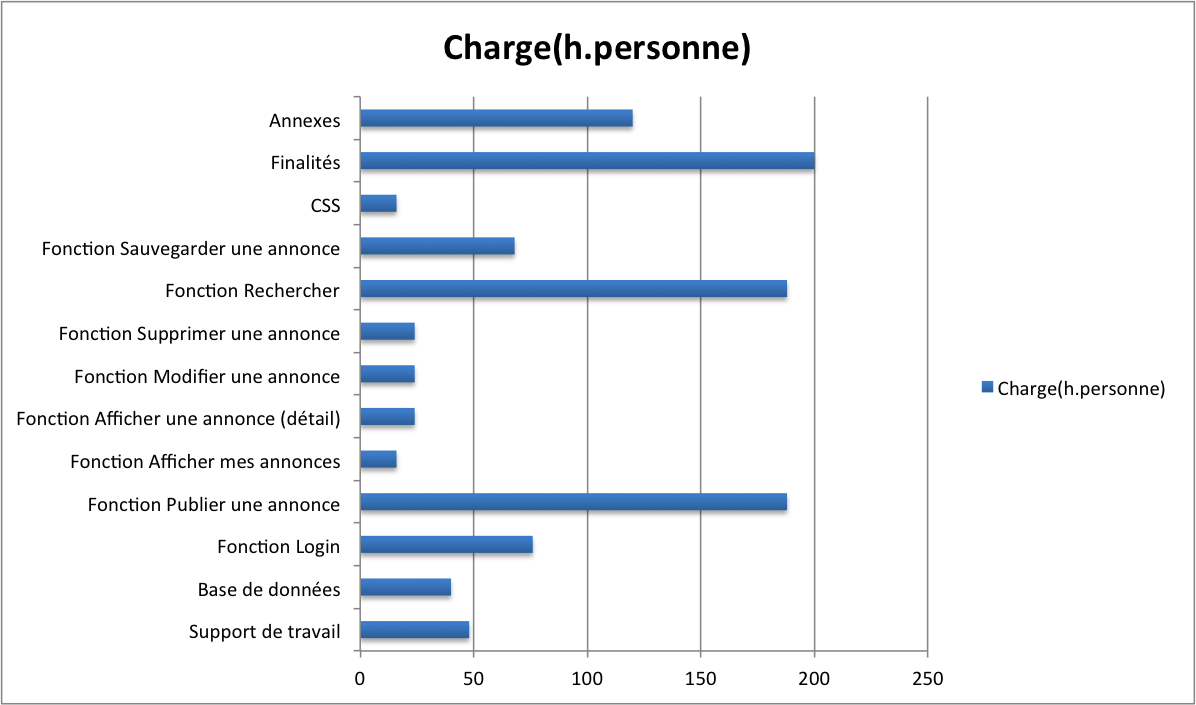 Charge(h.personne)
Annexes
Finalités
CSS
Fonction Sauvegarder une annonce
Fonction Rechercher
Fonction Supprimer une annonce
Fonction Modifier une annonce
Fonction Afficher une annonce (détail)
Fonction Afficher mes annonces
Fonction Publier une annonce
Fonction Login
Base de données
Support de travail
0 50 100 150 200 250
Charge(h.personne)